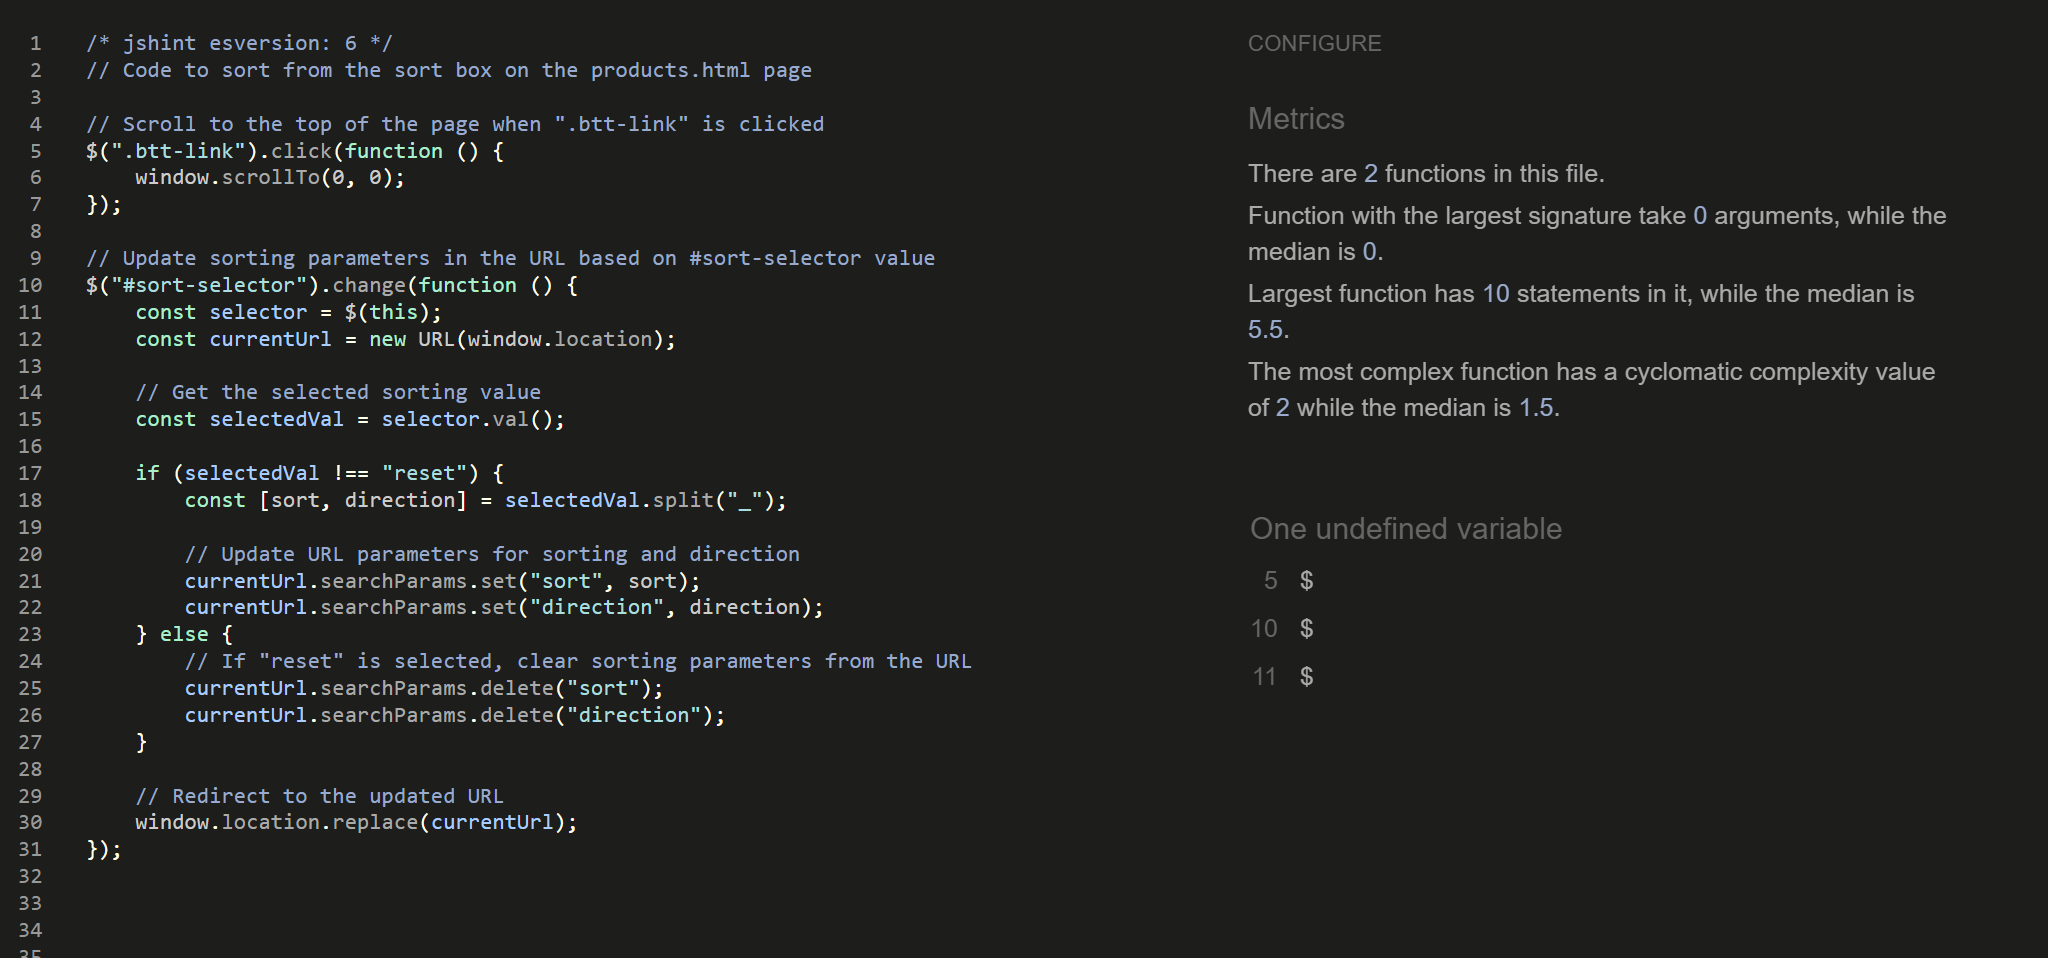 1 /* jshint esversion: 6 */
2 // Code to sort from the sort box on the products.html page
3
4 // Scroll to the top of the page when ".btt-link" is clicked
5 $(".btt-link").click(function () {
6     window.scrollTo(0, 0);
7 });
8
9 // Update sorting parameters in the URL based on #sort-selector value
10 $("#sort-selector").change(function () {
11     const selector = $(this);
12     const currentUrl = new URL(window.location);
13
14     // Get the selected sorting value
15     const selectedVal = selector.val();
16
17     if (selectedVal !== "reset") {
18         const [sort, direction] = selectedVal.split("_");
19
20         // Update URL parameters for sorting and direction
21         currentUrl.searchParams.set("sort", sort);
22         currentUrl.searchParams.set("direction", direction);
23     } else {
24         // If "reset" is selected, clear sorting parameters from the URL
25         currentUrl.searchParams.delete("sort");
26         currentUrl.searchParams.delete("direction");
27     }
28
29     // Redirect to the updated URL
30     window.location.replace(currentUrl);
31 });
32
33
34
35
CONFIGURE
Metrics
There are 2 functions in this file.
Function with the largest signature take 0 arguments, while the
median is 0.
Largest function has 10 statements in it, while the median is
5.5.
The most complex function has a cyclomatic complexity value
of 2 while the median is 1.5.
One undefined variable
5 $
10 $
11 $